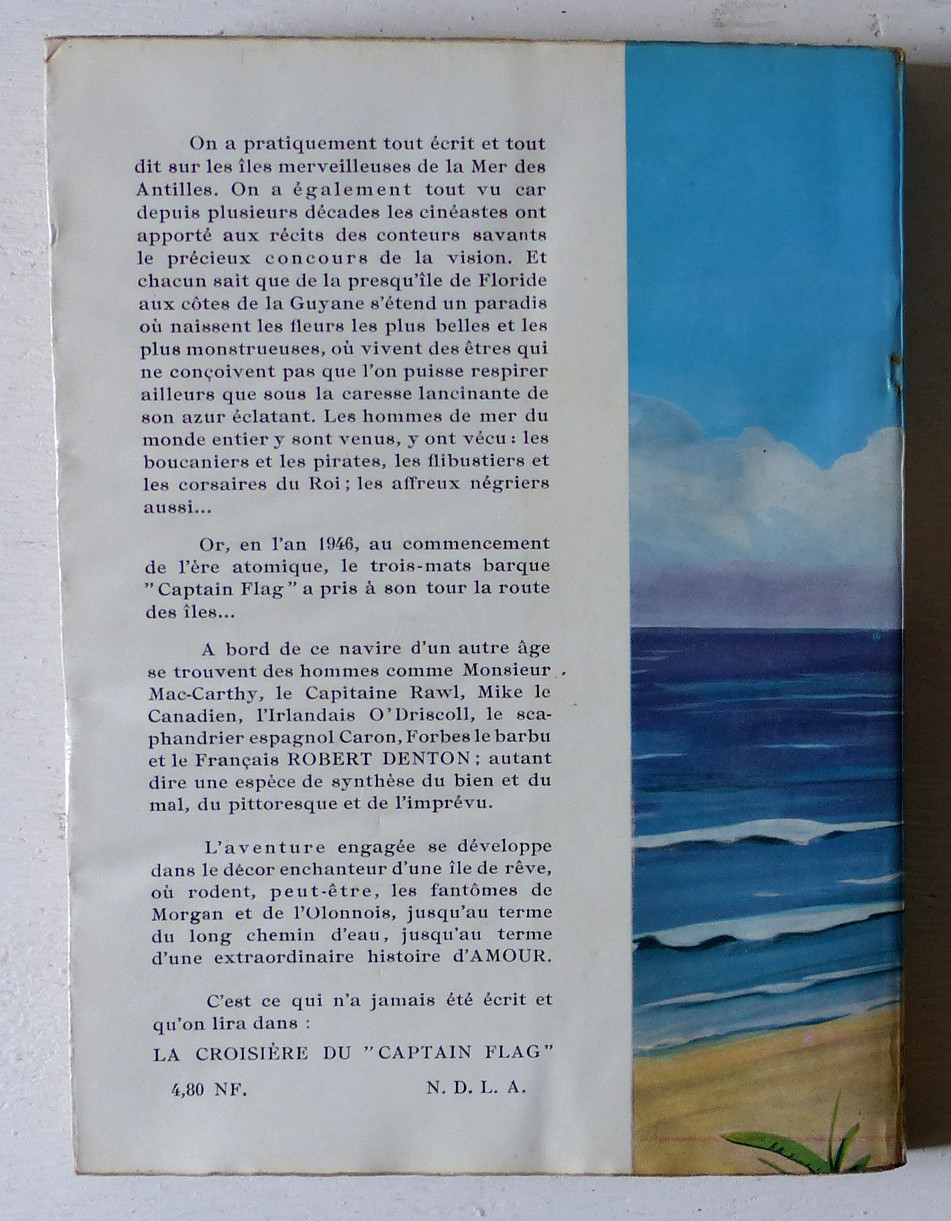 On a pratiquement tout écrit et tout
dit sur les îles merveilleuses de la Mer des
Antilles. On a également tout vu car
depuis plusieurs décades les cinéastes ont
apporté aux récits des conteurs savants
le précieux concours de la vision. Et
chacun sait que de la presqu'île de Floride
aux côtes de la Guyane s'étend un paradis
où naissent les fleurs les plus belles et les
plus monstrueuses, où vivent des êtres qui
ne conçoivent pas que l'on puisse respirer
ailleurs que sous la caresse lancinante de
son azur éclatant. Les hommes de mer du
monde entier y sont venus, y ont vécu : les
boucaniers et les pirates, les flibustiers et
les corsaires du Roi ; les affreux négriers
aussi...
Or, en l'an 1946, au commencement
de l'ère atomique, le trois-mats barque
"Captain Flag" a pris à son tour la route
des îles...
A bord de ce navire d'un autre âge
se trouvent des hommes comme Monsieur
Mac-Carthy, le Capitaine Rawl, Mike le
Canadien, l'Irlandais O'Driscoll, le sca-
phandrier espagnol Caron, Forbes le barbu
et le Français ROBERT DENTON ; autant
dire une espèce de synthèse du bien et du
mal, du pittoresque et de l'imprévu.
L'aventure engagée se développe
dans le décor enchanteur d'une île de rêve,
où rodent, peut-être, les fantômes de
Morgan et de l'Olonnois, jusqu'au terme
du long chemin d'eau, jusqu'au terme
d'une extraordinaire histoire d'AMOUR.
C'est ce qui n'a jamais été écrit et
qu'on lira dans :
LA CROISIÈRE DU "CAPTAIN FLAG"
4,80 NF. N. D. L. A.